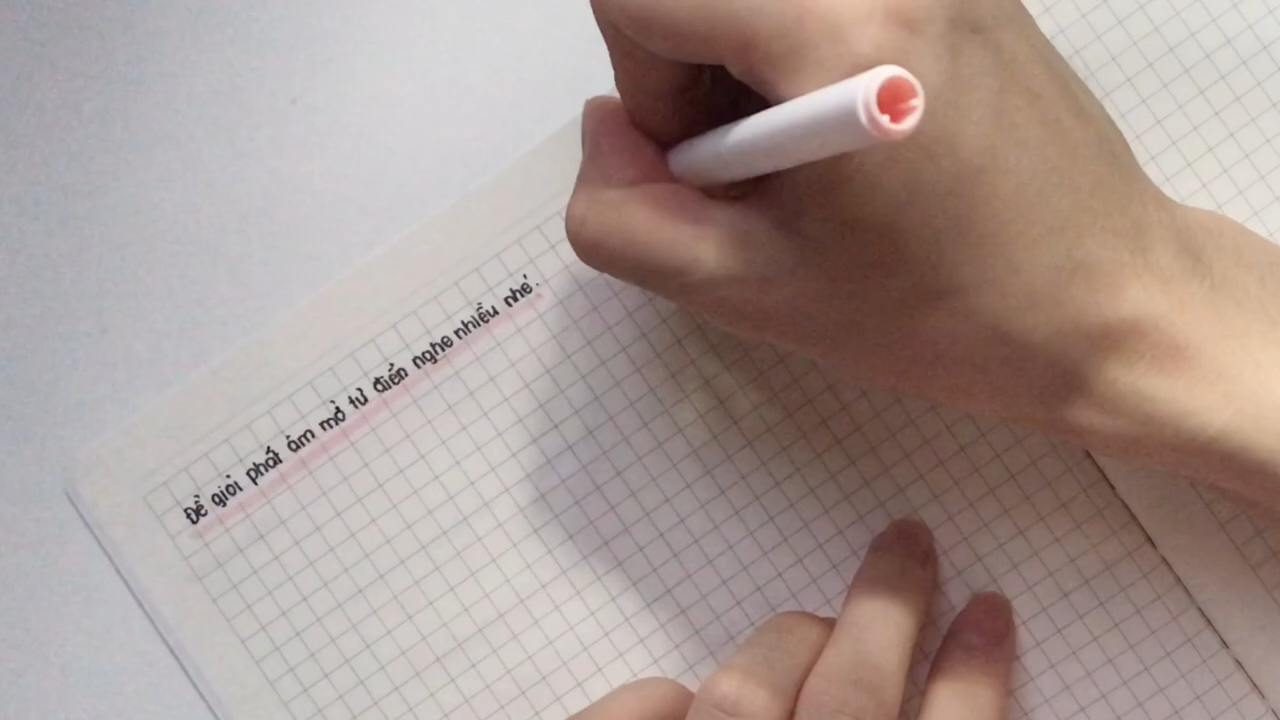 Để giỏi phát âm mở từ điển nghe nhiều nhé.